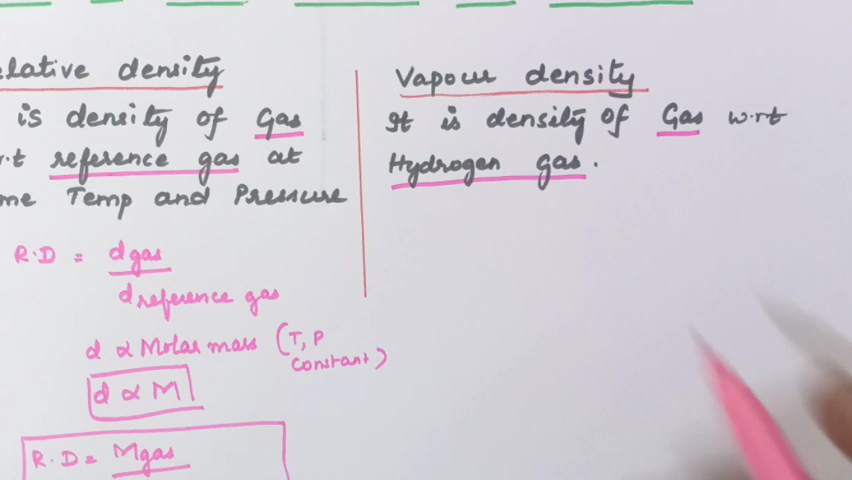 elative density
is density of Gas
r.t reference gas at
me Temp and Pressure
R.D = dgas
dreference gas
d ∝ Molar mass (T, P
constant)
d ∝ M
R.D = Mgas
Vapour density
It is density of Gas w.r.t
Hydrogen gas.